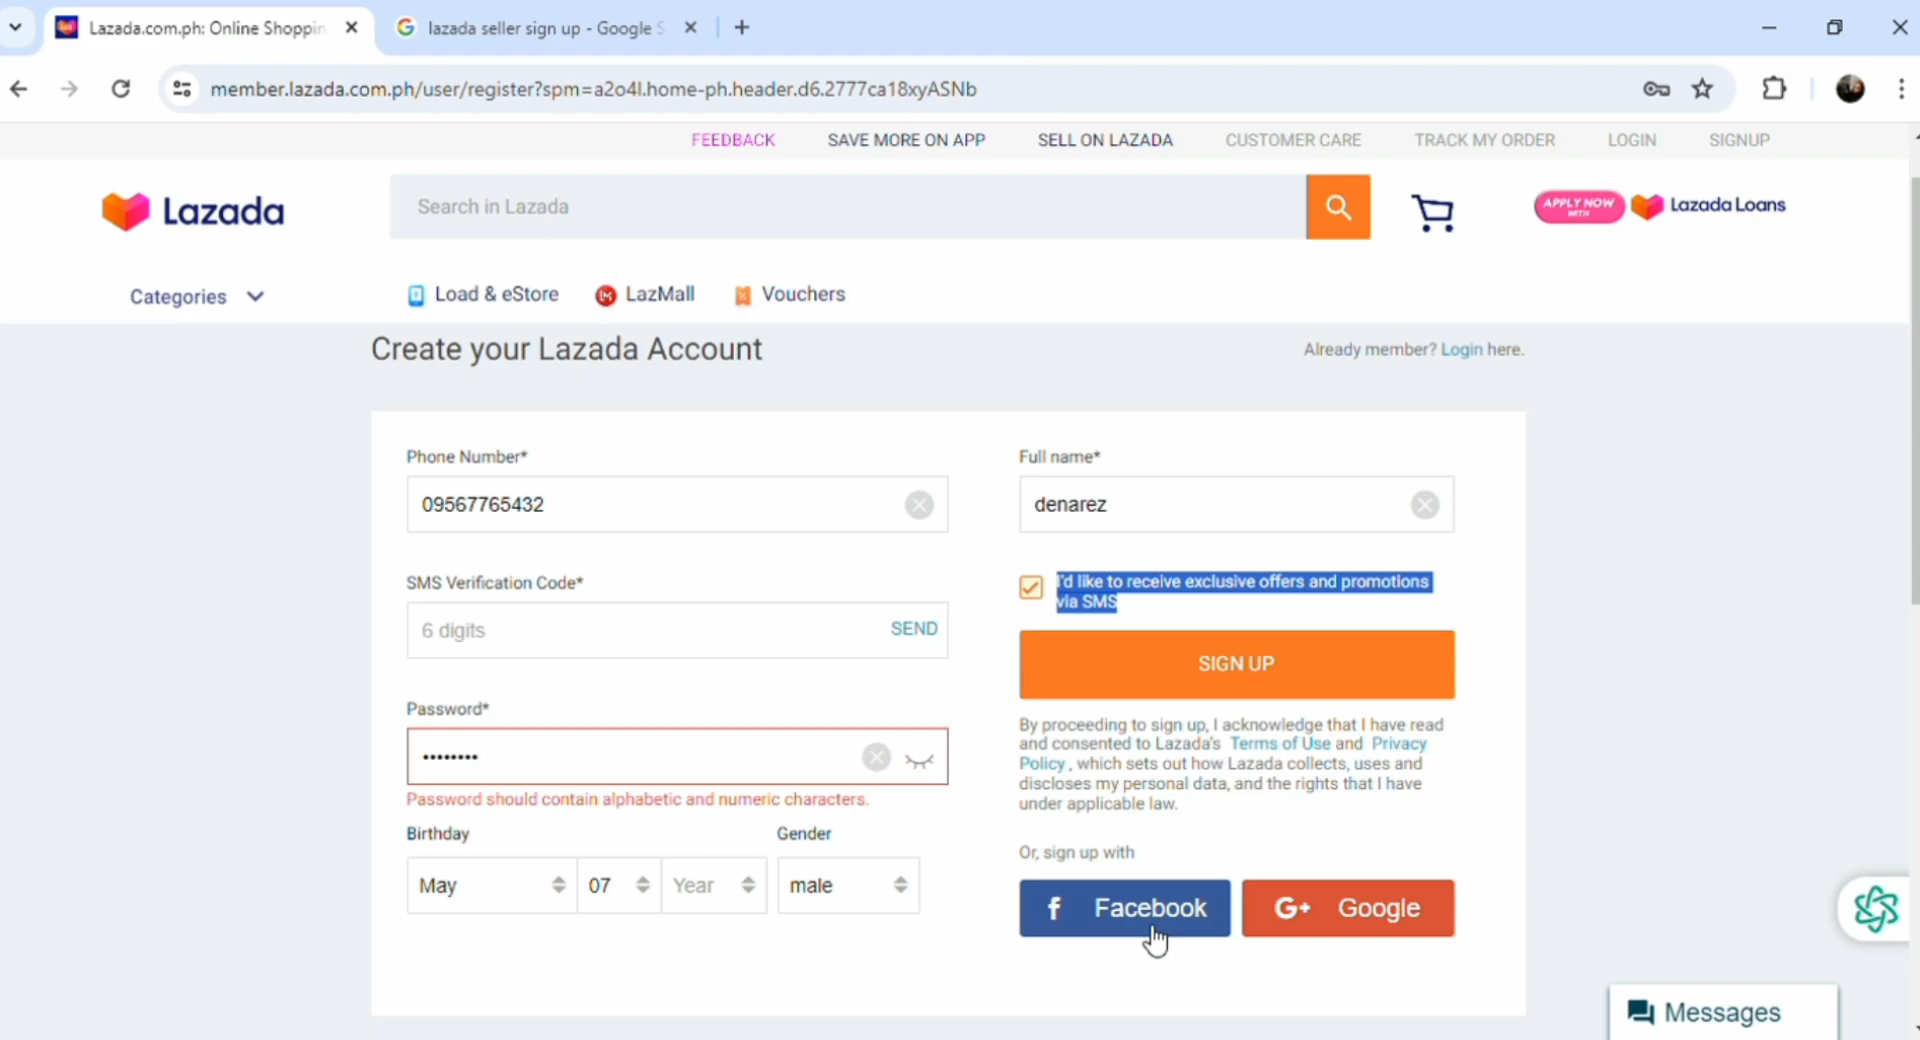 Lazada.com.ph: Online Shoppin
lazada seller sign up - Google S
member.lazada.com.ph/user/register?spm=a2o4l.home-ph.header.d6.2777ca18xyASNb
FEEDBACK SAVE MORE ON APP SELL ON LAZADA CUSTOMER CARE TRACK MY ORDER LOGIN SIGNUP
Lazada
Search in Lazada
APPLY NOW
WITH
Lazada Loans
Categories
Load & eStore
LazMall
Vouchers
Create your Lazada Account
Already member? Login here.
Phone Number*
09567765432
SMS Verification Code*
6 digits
SEND
Password*
••••••••
Password should contain alphabetic and numeric characters.
Birthday
Gender
May
07
Year
male
Full name*
denarez
I'd like to receive exclusive offers and promotions
via SMS
SIGN UP
By proceeding to sign up, I acknowledge that I have read
and consented to Lazada's Terms of Use and Privacy
Policy , which sets out how Lazada collects, uses and
discloses my personal data, and the rights that I have
under applicable law.
Or, sign up with
f Facebook
G+ Google
Messages